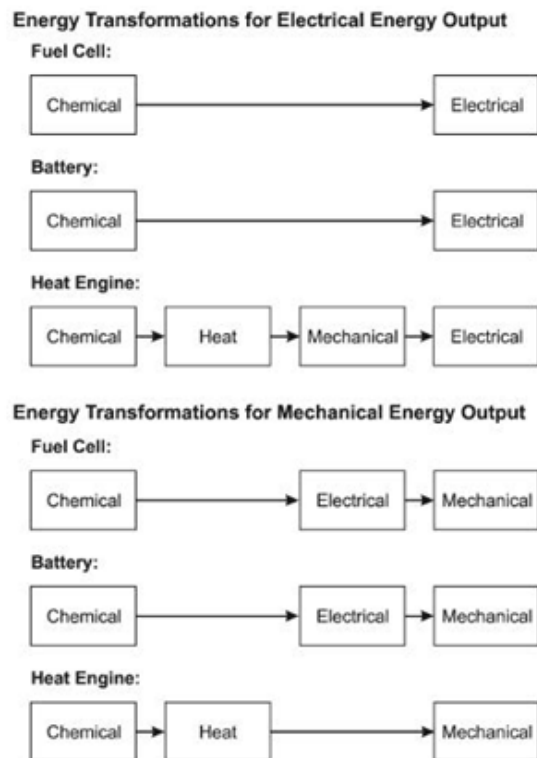 Energy Transformations for Electrical Energy Output
Fuel Cell:
Chemical Electrical
Battery:
Chemical Electrical
Heat Engine:
Chemical Heat Mechanical Electrical
Energy Transformations for Mechanical Energy Output
Fuel Cell:
Chemical Electrical Mechanical
Battery:
Chemical Electrical Mechanical
Heat Engine:
Chemical Heat Mechanical